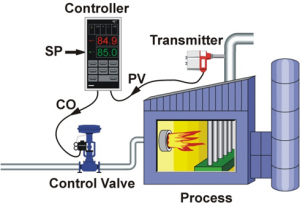 Controller
84.9
85.0
SP
Transmitter
PV
CO
Control Valve
Process